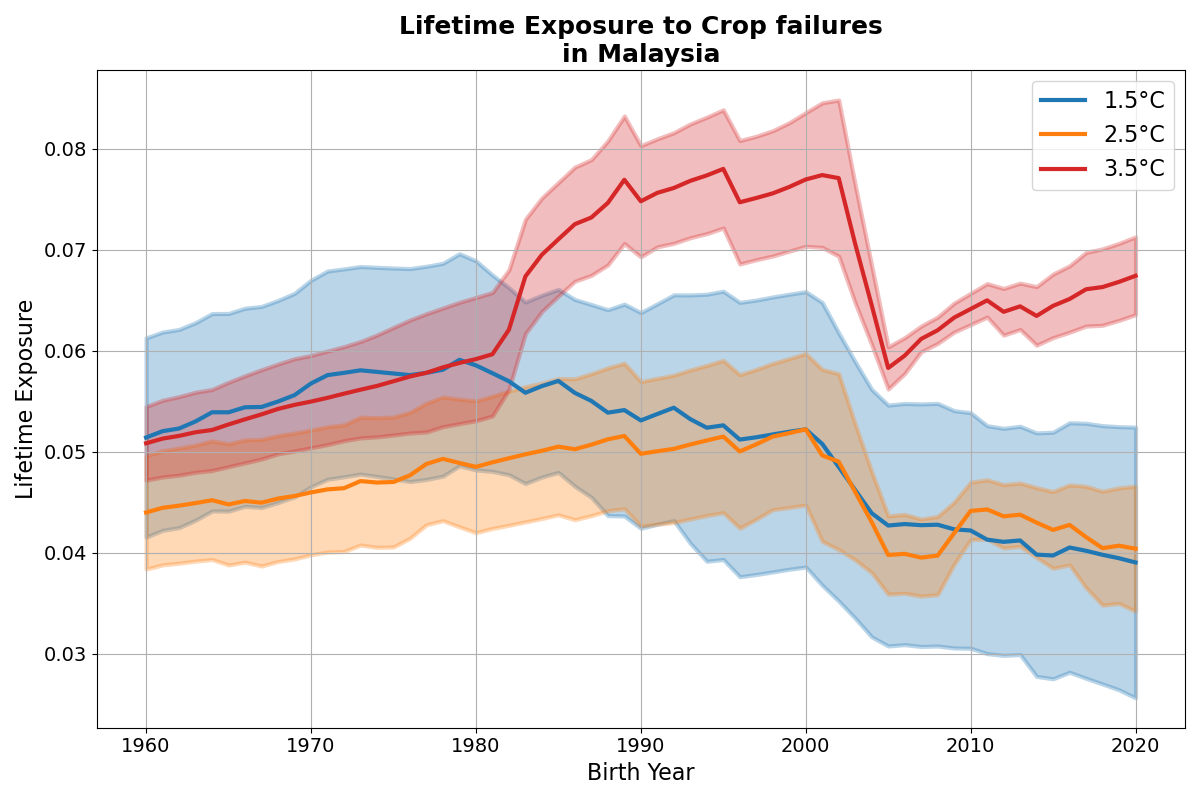 Lifetime Exposure to Crop failures
in Malaysia
1.5°C
2.5°C
3.5°C
Lifetime Exposure
0.08
0.07
0.06
0.05
0.04
0.03
1960
1970
1980
1990
2000
2010
2020
Birth Year